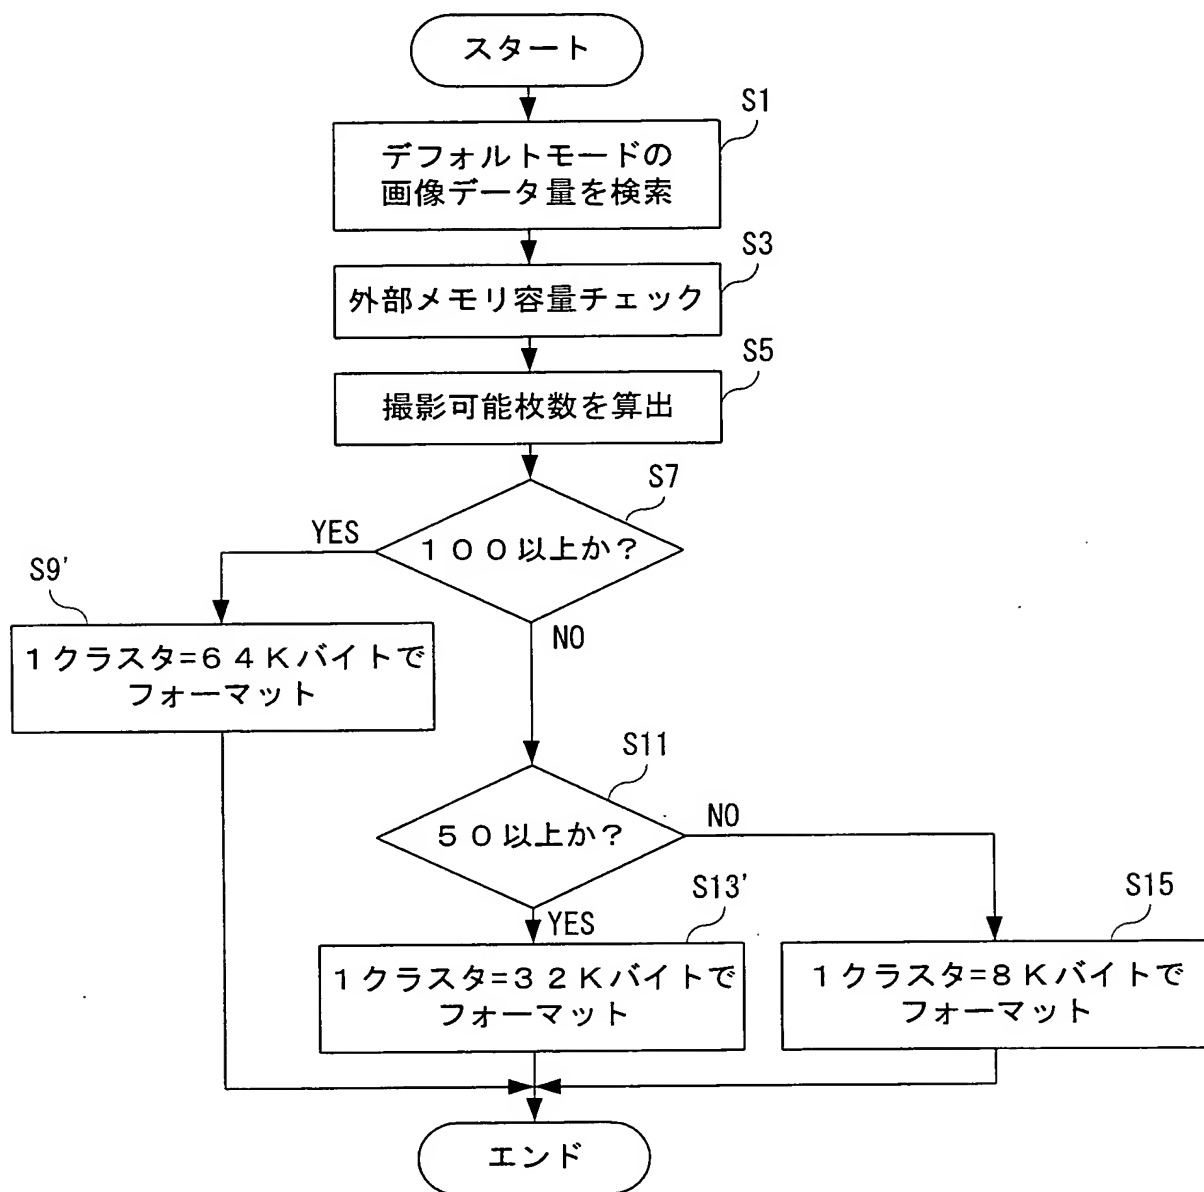 スタート
S1
デフォルトモードの
画像データ量を検索
S3
外部メモリ容量チェック
S5
撮影可能枚数を算出
S7
100以上か?
YES
NO
S9'
1クラスタ=64Kバイトで
フォーマット
S11
50以上か?
NO
YES
S13'
1クラスタ=32Kバイトで
フォーマット
S15
1クラスタ=8Kバイトで
フォーマット
エンド